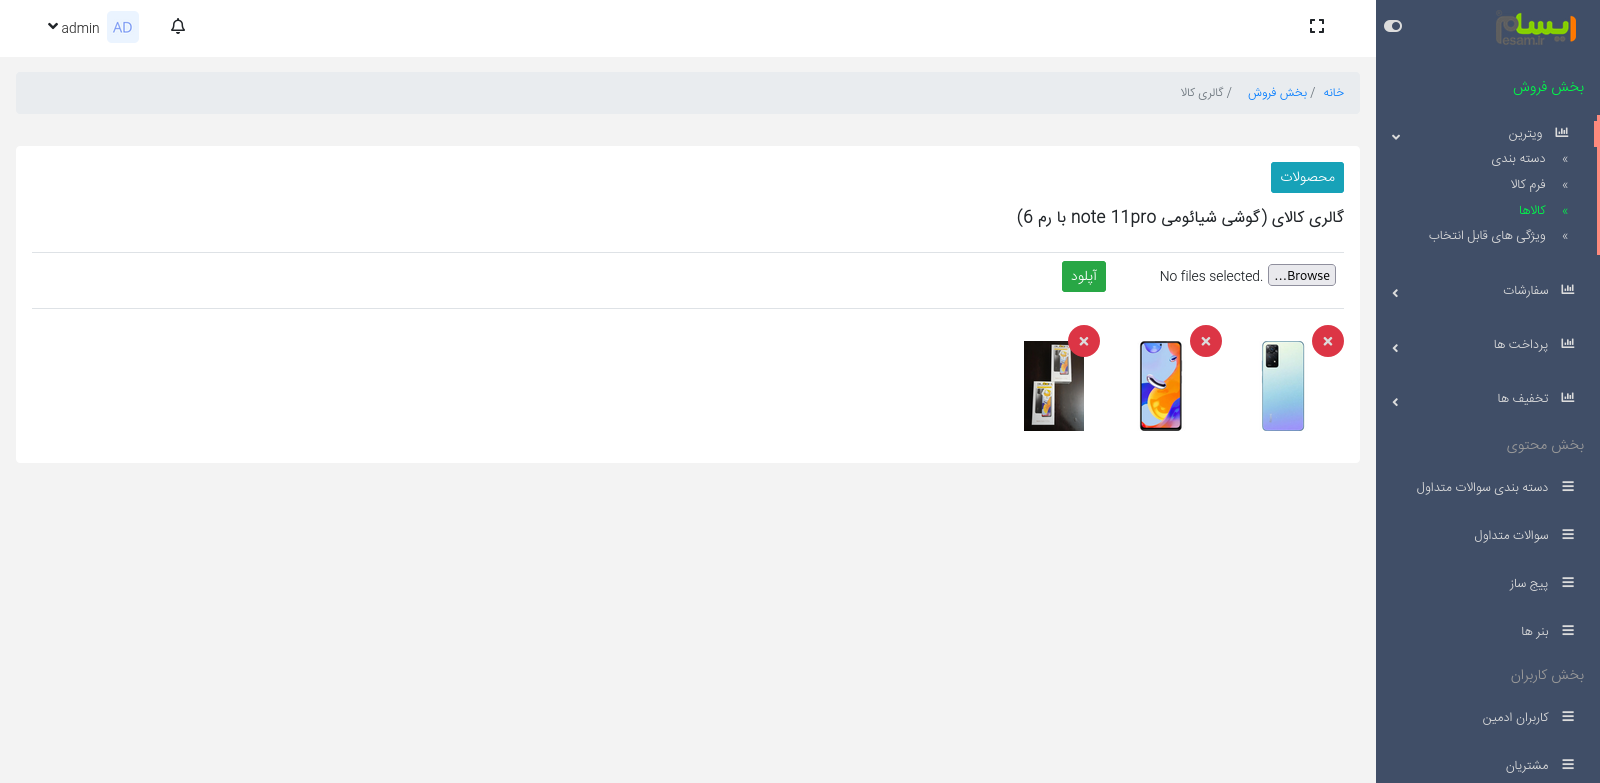 ایسام
esam.ir
admin
AD
خانه / بخش فروش / گالری کالا
محصولات
گالری کالای (گوشی شیائومی note 11pro با رم 6)
Browse...
No files selected.
آپلود
بخش فروش
ویترین
» دسته بندی
» فرم کالا
» کالاها
» ویژگی های قابل انتخاب
سفارشات
پرداخت ها
تخفیف ها
بخش محتوی
دسته بندی سوالات متداول
سوالات متداول
پیج ساز
بنر ها
بخش کاربران
کاربران ادمین
مشتریان